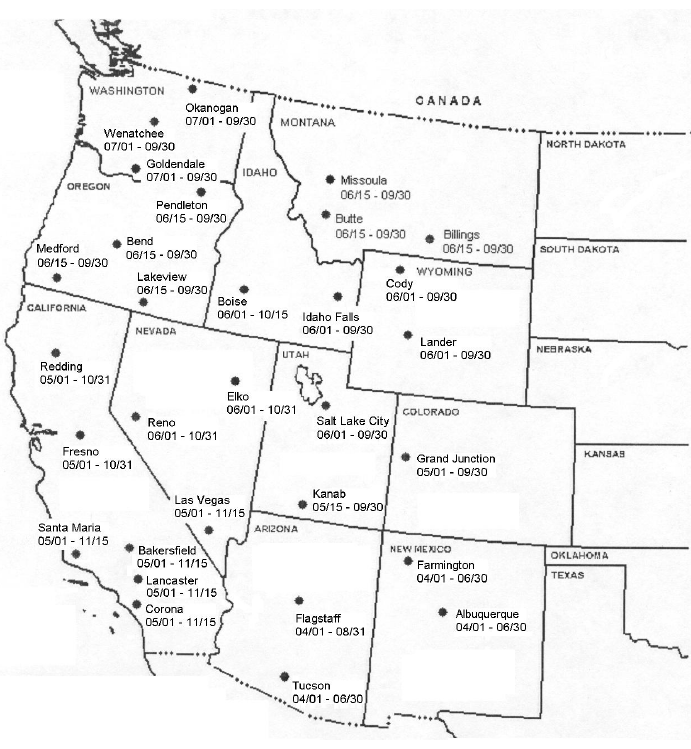 CANADA
WASHINGTON
Okanogan
07/01 - 09/30
Wenatchee
07/01 - 09/30
Goldendale
07/01 - 09/30
MONTANA
NORTH DAKOTA
IDAHO
OREGON
Pendleton
06/15 - 09/30
Missoula
06/15 - 09/30
Butte
06/15 - 09/30
Billings
06/15 - 09/30
Bend
06/15 - 09/30
Medford
06/15 - 09/30
Lakeview
06/15 - 09/30
SOUTH DAKOTA
WYOMING
Cody
06/01 - 09/30
Boise
06/01 - 10/15
Idaho Falls
06/01 - 09/30
Lander
06/01 - 09/30
CALIFORNIA
NEVADA
UTAH
NEBRASKA
Redding
05/01 - 10/31
Elko
06/01 - 10/31
Reno
06/01 - 10/31
Salt Lake City
06/01 - 09/30
COLORADO
Fresno
05/01 - 10/31
Grand Junction
05/01 - 09/30
KANSAS
Kanab
05/15 - 09/30
Las Vegas
05/01 - 11/15
Santa Maria
05/01 - 11/15
ARIZONA
Bakersfield
05/01 - 11/15
NEW MEXICO
Farmington
04/01 - 06/30
OKLAHOMA
TEXAS
Lancaster
05/01 - 11/15
Corona
05/01 - 11/15
Flagstaff
04/01 - 08/31
Albuquerque
04/01 - 06/30
Tucson
04/01 - 06/30